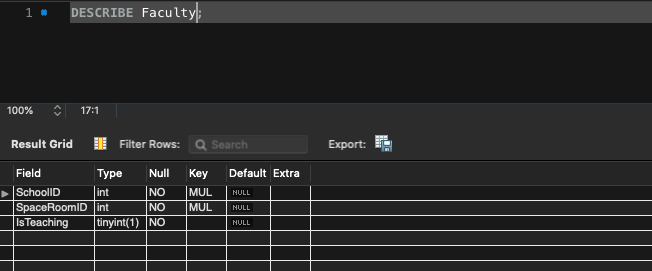 1 DESCRIBE Faculty;
100% 17:1
Result Grid Filter Rows: Search Export:
Field Type Null Key Default Extra
SchoolID int NO MUL NULL
SpaceRoomID int NO MUL NULL
IsTeaching tinyint(1) NO NULL